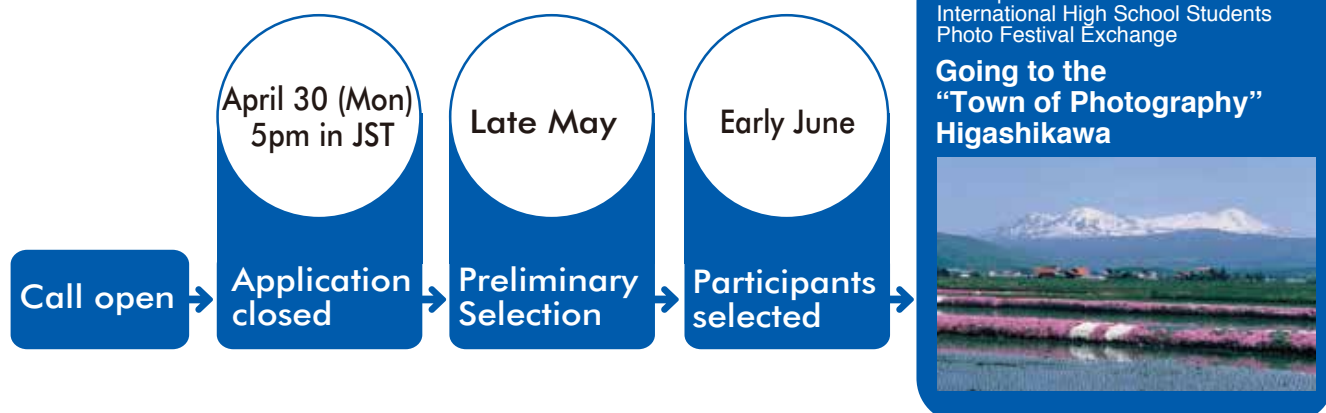 Call open
April 30 (Mon)
5pm in JST
Application
closed
Late May
Preliminary
Selection
Early June
Participants
selected
International High School Students
Photo Festival Exchange
Going to the
“Town of Photography”
Higashikawa